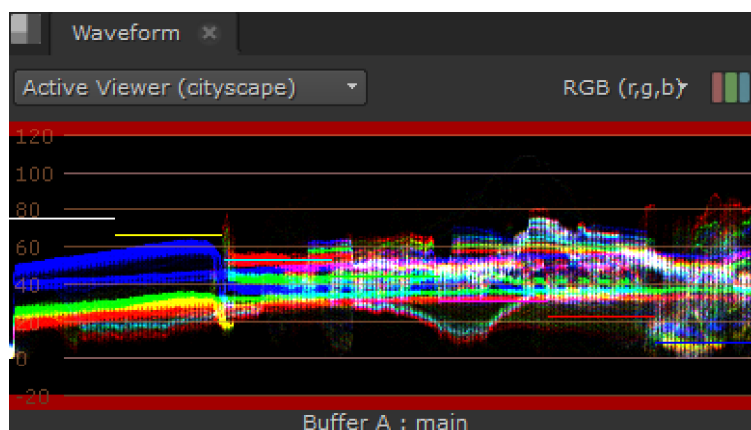 Waveform
Active Viewer (cityscape) RGB (r,g,b)
120
100
80
60
40
20
0
-20
Buffer A : main